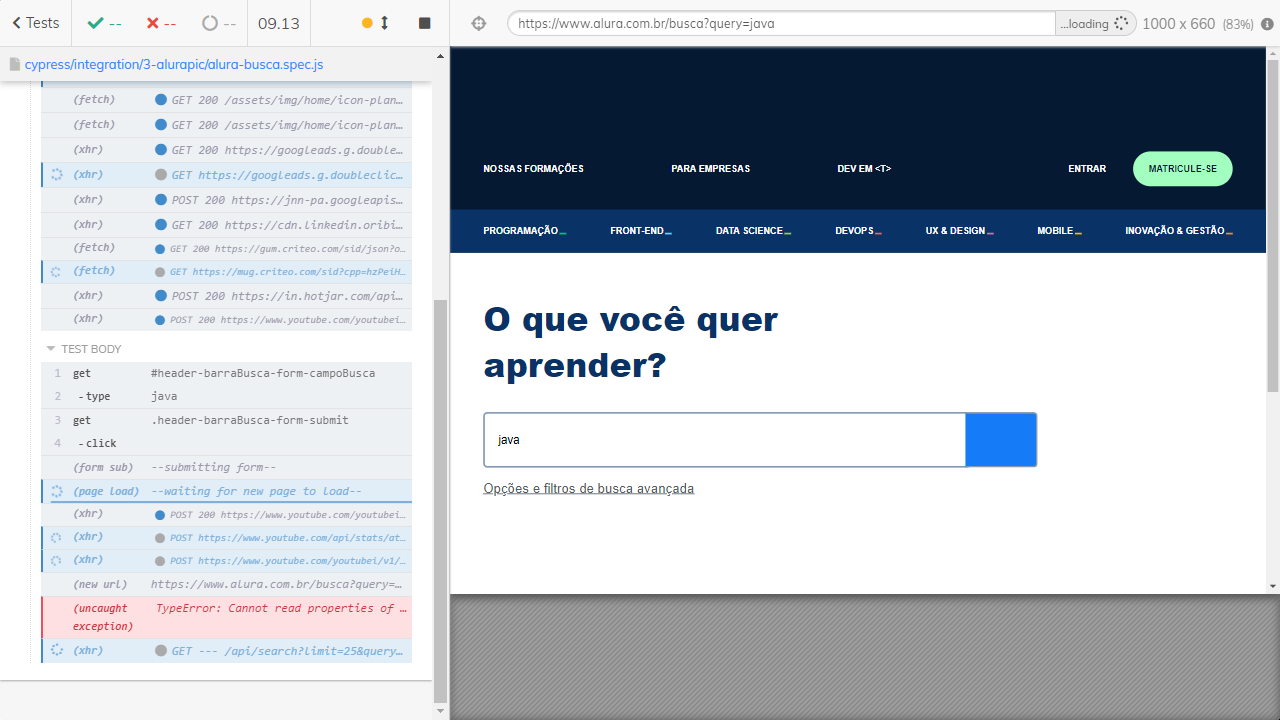 Tests
--
--
--
09.13
https://www.alura.com.br/busca?query=java
...loading
1000 x 660 (83%)
cypress/integration/3-alurapic/alura-busca.spec.js
(fetch) GET 200 /assets/img/home/icon-plan…
(fetch) GET 200 /assets/img/home/icon-plan…
(xhr) GET 200 https://googleads.g.double…
(xhr) GET https://googleads.g.doubleclic…
(xhr) POST 200 https://jnn-pa.googleapis…
(xhr) GET 200 https://cdn.linkedin.oribi…
(fetch) GET 200 https://gum.criteo.com/sid/json?o…
(fetch) GET https://mug.criteo.com/sid?cpp=hzPeiH…
(xhr) POST 200 https://in.hotjar.com/api…
(xhr) POST 200 https://www.youtube.com/youtubei…
TEST BODY
1 get #header-barraBusca-form-campoBusca
2 -type java
3 get .header-barraBusca-form-submit
4 -click
(form sub) --submitting form--
(page load) --waiting for new page to load--
(xhr) POST 200 https://www.youtube.com/youtubei…
(xhr) POST https://www.youtube.com/api/stats/at…
(xhr) POST https://www.youtube.com/youtubei/v1/…
(new url) https://www.alura.com.br/busca?query=…
(uncaught exception) TypeError: Cannot read properties of …
(xhr) GET --- /api/search?limit=25&query…
NOSSAS FORMAÇÕES
PARA EMPRESAS
DEV EM <T>
ENTRAR
MATRICULE-SE
PROGRAMAÇÃO_
FRONT-END_
DATA SCIENCE_
DEVOPS_
UX & DESIGN_
MOBILE_
INOVAÇÃO & GESTÃO_
O que você quer
aprender?
java
Opções e filtros de busca avançada